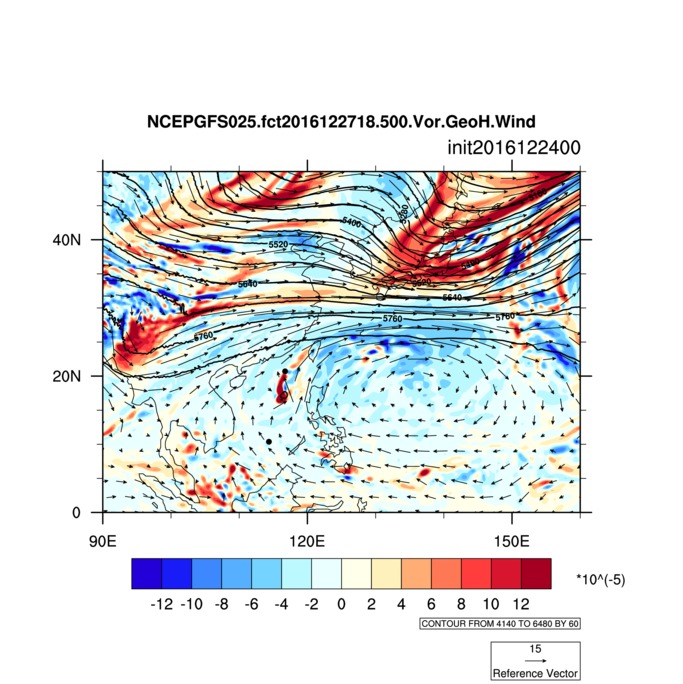 NCEPGFS025.fct2016122718.500.Vor.GeoH.Wind
init2016122400
40N
20N
0
90E 120E 150E
5400
5280
5520
5640
5760
5520
5640
5760
5760
-12 -10 -8 -6 -4 -2 0 2 4 6 8 10 12
*10^(-5)
CONTOUR FROM 4140 TO 6480 BY 60
15
Reference Vector